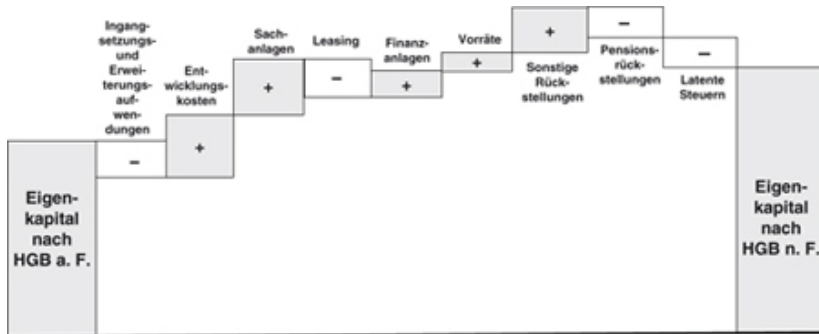 Ingang-
setzungs-
und
Erwei-
terungs-
auf-
wen-
dungen
–
Ent-
wicklungs-
kosten
+
Sach-
anlagen
+
Leasing
–
Finanz-
anlagen
+
Vorräte
+
+
Sonstige
Rück-
stellungen
–
Pensions-
rück-
stellungen
–
Latente
Steuern
Eigen-
kapital
nach
HGB a. F.
Eigen-
kapital
nach
HGB n. F.